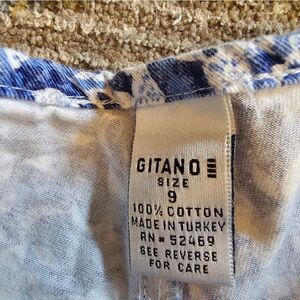 GITANO
SIZE
9
100% COTTON
MADE IN TURKEY
RN# 52469
SEE REVERSE
FOR CARE